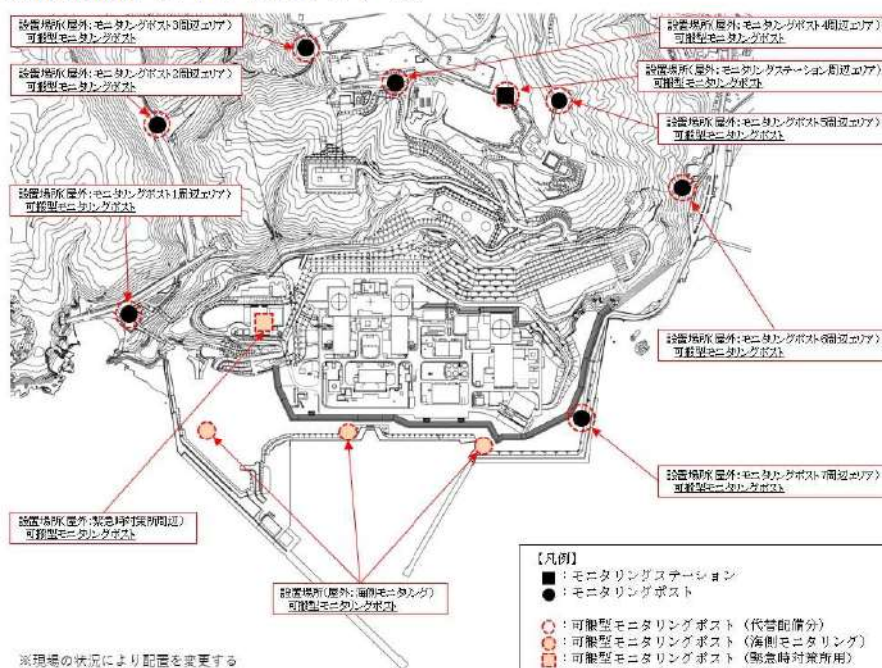 設置場所(屋外:モニタリングポスト3周辺エリア)
可搬型モニタリングポスト
設置場所(屋外:モニタリングポスト2周辺エリア)
可搬型モニタリングポスト
設置場所(屋外:モニタリングポスト1周辺エリア)
可搬型モニタリングポスト
設置場所(屋外:モニタリングポスト4周辺エリア)
可搬型モニタリングポスト
設置場所(屋外:モニタリングステーション周辺エリア)
可搬型モニタリングポスト
設置場所(屋外:モニタリングポスト5周辺エリア)
可搬型モニタリングポスト
設置場所(屋外:モニタリングポスト6周辺エリア)
可搬型モニタリングポスト
設置場所(屋外:モニタリングポスト7周辺エリア)
可搬型モニタリングポスト
設置場所(屋外:緊急時対策所周辺)
可搬型モニタリングポスト
設置場所(屋外:海側モニタリング)
可搬型モニタリングポスト
【凡例】
■:モニタリングステーション
●:モニタリングポスト
:可搬型モニタリングポスト(代替配備分)
:可搬型モニタリングポスト(海側モニタリング)
:可搬型モニタリングポスト(緊急時対策所用)
※現場の状況により配置を変更する